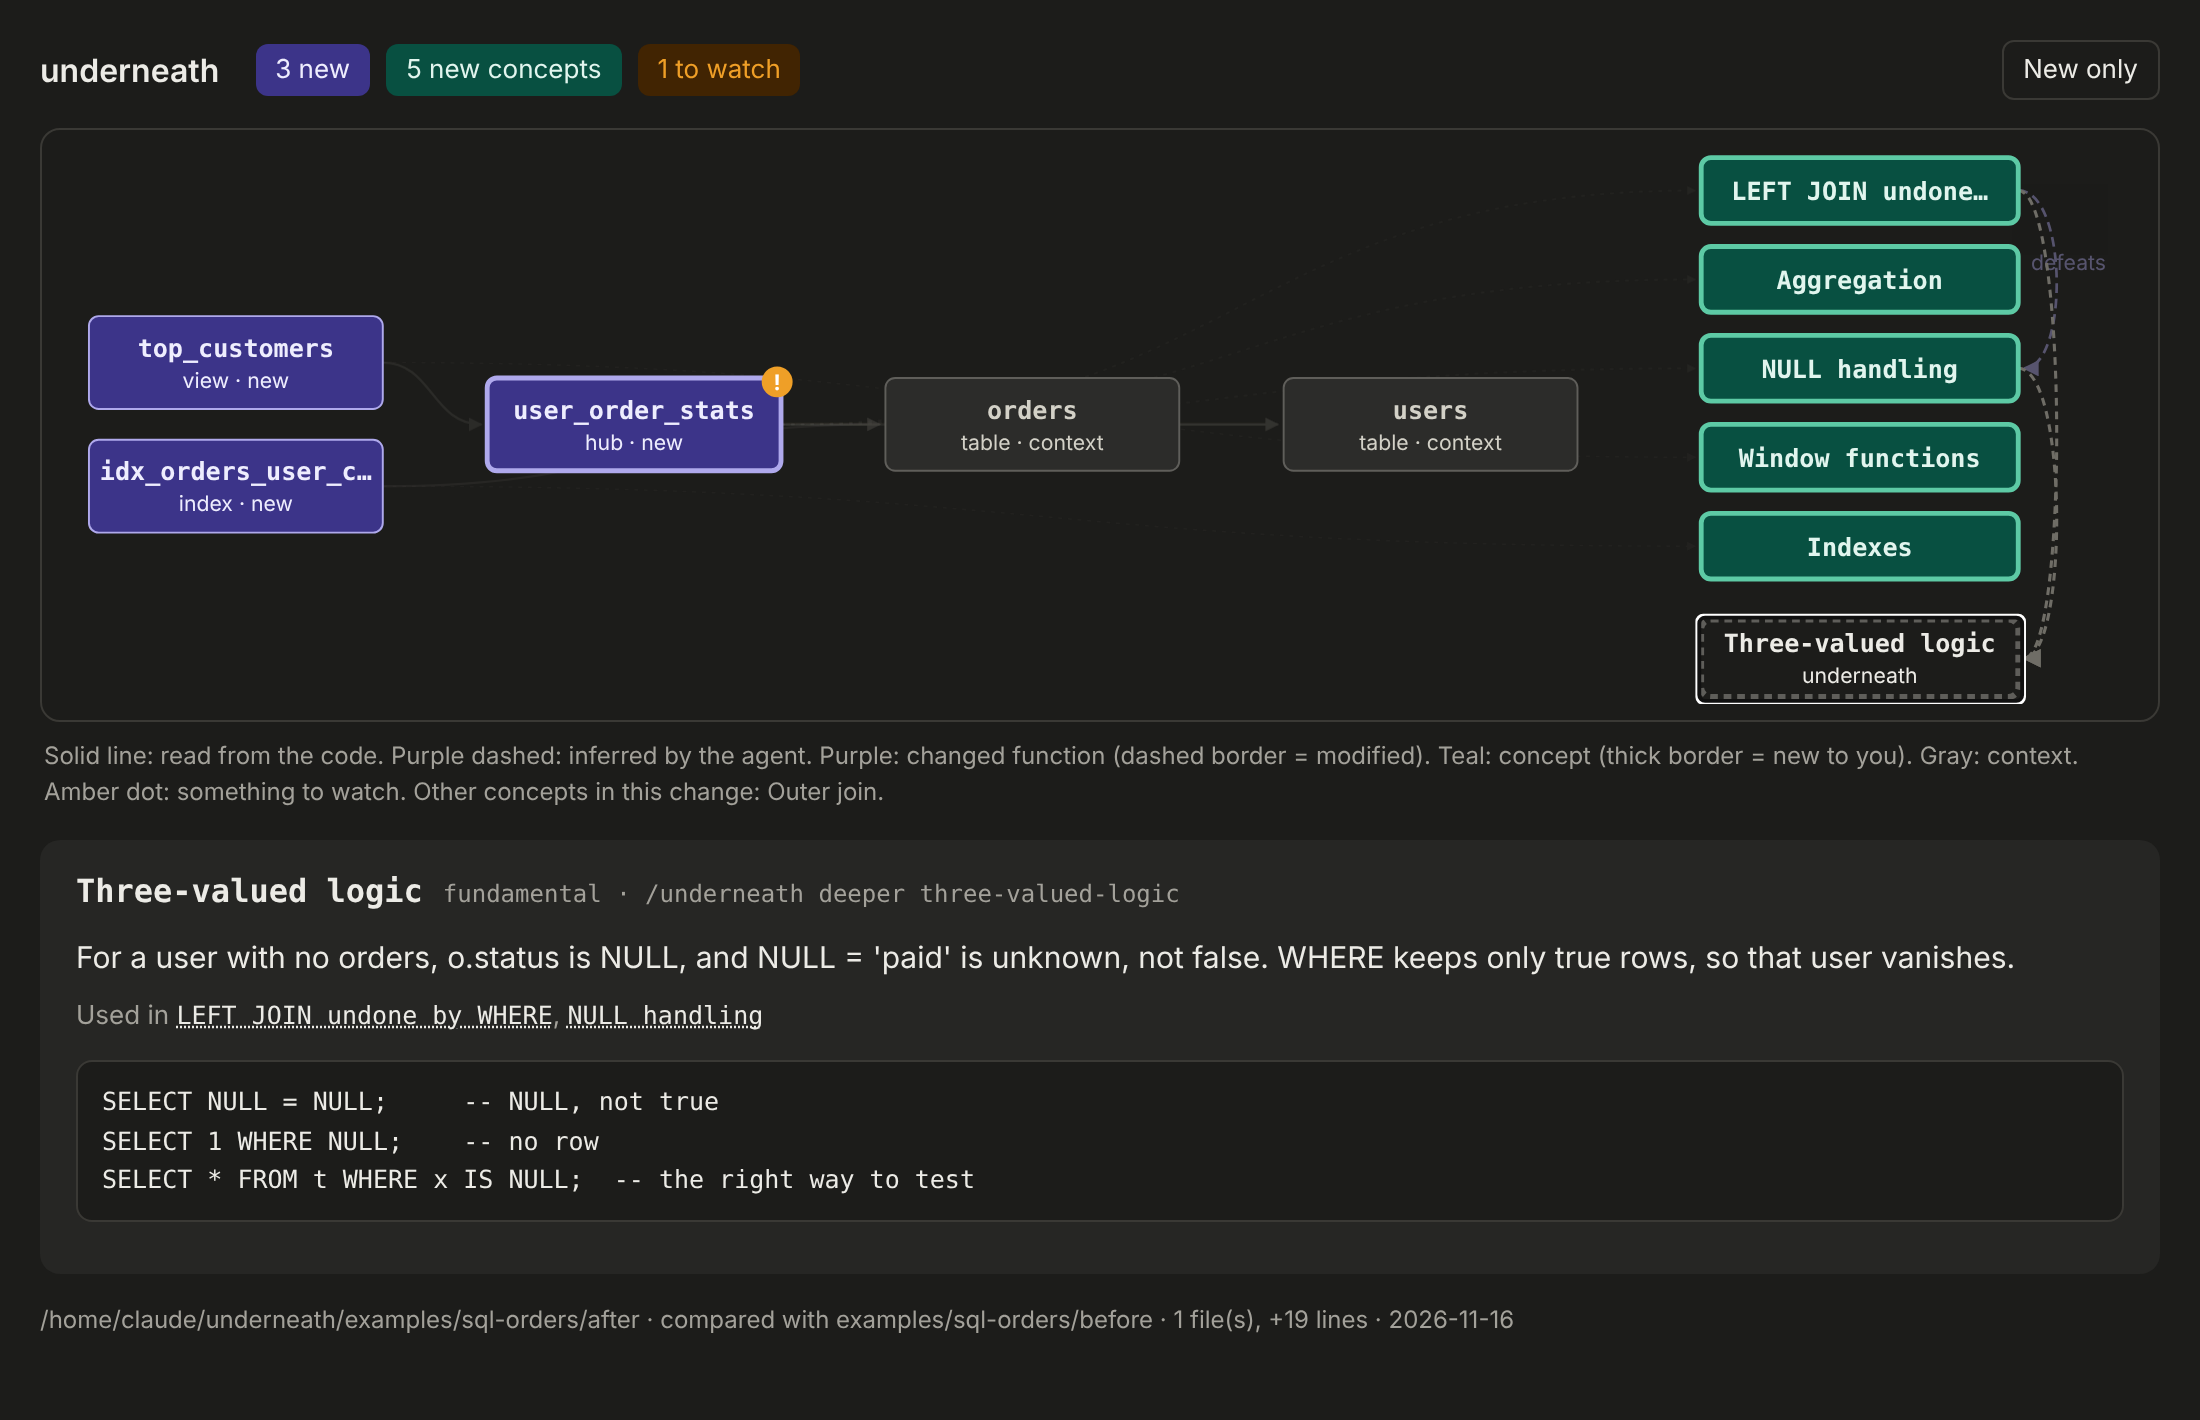 underneath
3 new
5 new concepts
1 to watch
New only
LEFT JOIN undone…
defeats
Aggregation
top_customers
view · new
NULL handling
user_order_stats
hub · new
!
orders
table · context
users
table · context
idx_orders_user_c…
index · new
Window functions
Indexes
Three-valued logic
underneath
Solid line: read from the code. Purple dashed: inferred by the agent. Purple: changed function (dashed border = modified). Teal: concept (thick border = new to you). Gray: context.
Amber dot: something to watch. Other concepts in this change: Outer join.
Three-valued logic fundamental · /underneath deeper three-valued-logic
For a user with no orders, o.status is NULL, and NULL = 'paid' is unknown, not false. WHERE keeps only true rows, so that user vanishes.
Used in LEFT JOIN undone by WHERE, NULL handling
SELECT NULL = NULL;     -- NULL, not true
SELECT 1 WHERE NULL;    -- no row
SELECT * FROM t WHERE x IS NULL;  -- the right way to test
/home/claude/underneath/examples/sql-orders/after · compared with examples/sql-orders/before · 1 file(s), +19 lines · 2026-11-16